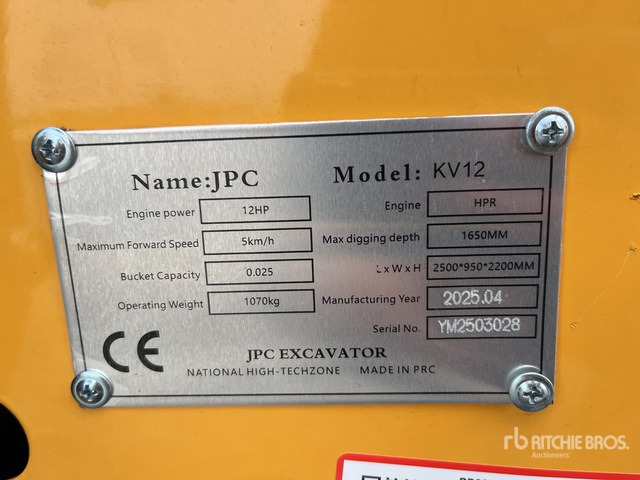 Name:JPC Model: KV12
Engine power 12HP Engine HPR
Maximum Forward Speed 5km/h Max digging depth 1650MM
Bucket Capacity 0.025 LxWxH 2500*950*2200MM
Operating Weight 1070kg Manufacturing Year 2025.04
Serial No. YM2503028
CE
JPC EXCAVATOR
NATIONAL HIGH-TECHZONE MADE IN PRC
rb RITCHIE BROS.
Auctioneers